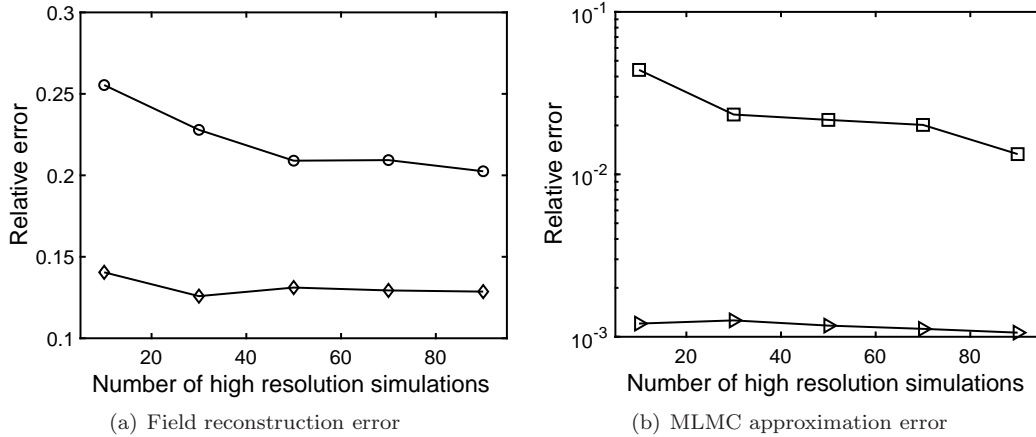 0.3
0.25
0.2
0.15
0.1
Relative error
20
40
60
80
Number of high resolution simulations
(a) Field reconstruction error
10^-1
10^-2
10^-3
Relative error
20
40
60
80
Number of high resolution simulations
(b) MLMC approximation error